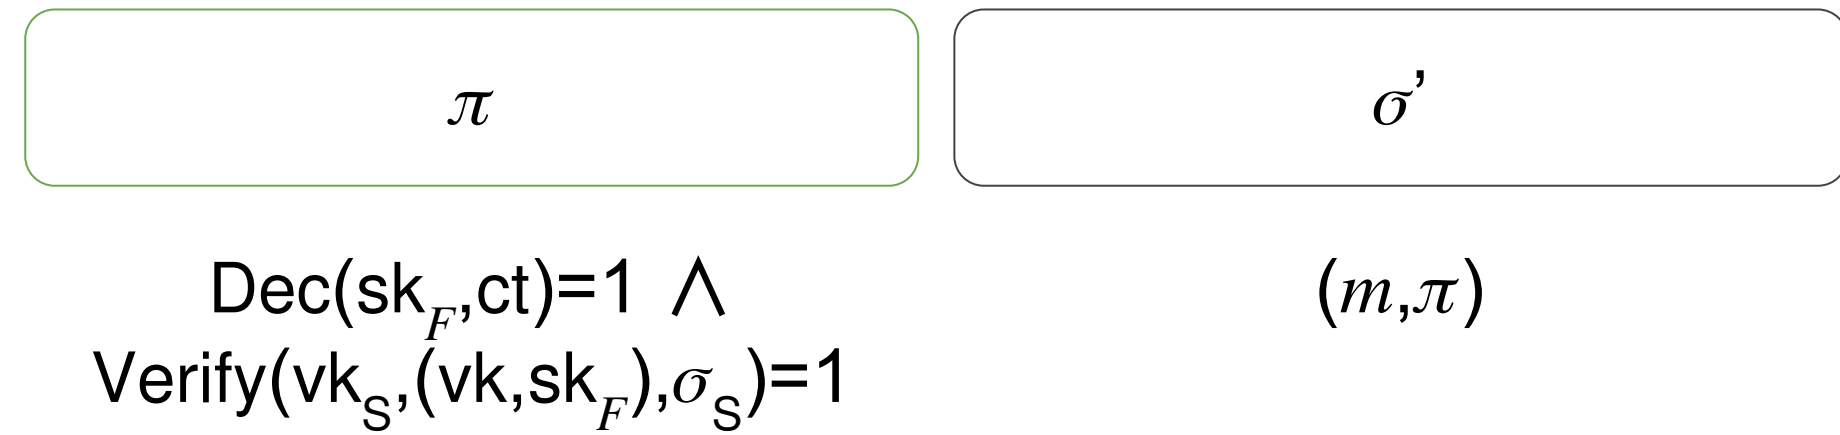 π
σ’
Dec(sk_F,ct)=1 ∧
Verify(vk_S,(vk,sk_F),σ_S)=1
(m,π)